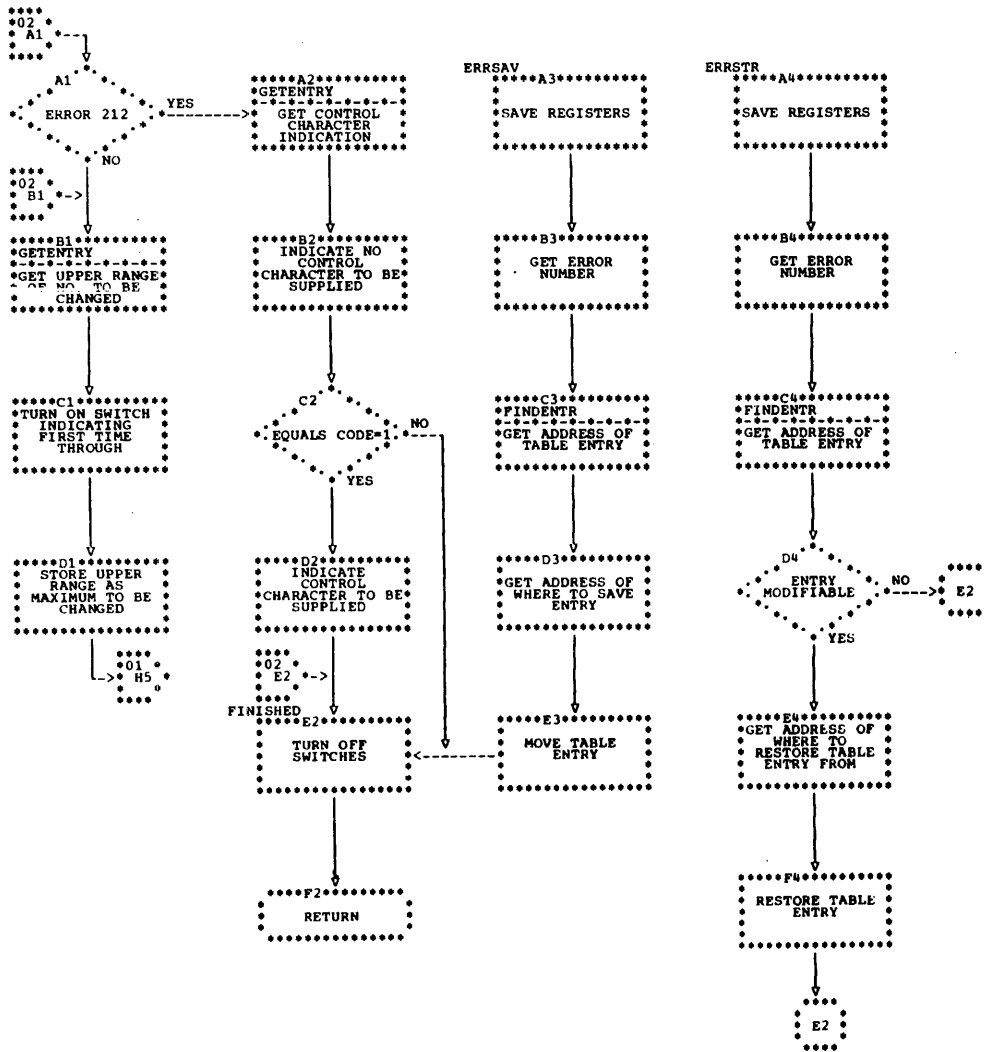 02
A1
A1
ERROR 212
YES
NO
02
B1
B1
GETENTRY
GET UPPER RANGE
OF NO. TO BE
CHANGED
C1
TURN ON SWITCH
INDICATING
FIRST TIME
THROUGH
D1
STORE UPPER
RANGE AS
MAXIMUM TO BE
CHANGED
01
H5
A2
GETENTRY
GET CONTROL
CHARACTER
INDICATION
B2
INDICATE NO
CONTROL
CHARACTER TO BE
SUPPLIED
C2
EQUALS CODE=1
NO
YES
D2
INDICATE
CONTROL
CHARACTER TO BE
SUPPLIED
02
E2
FINISHED
E2
TURN OFF
SWITCHES
F2
RETURN
ERRSAV
A3
SAVE REGISTERS
B3
GET ERROR
NUMBER
C3
FINDENTR
GET ADDRESS OF
TABLE ENTRY
D3
GET ADDRESS OF
WHERE TO SAVE
ENTRY
E3
MOVE TABLE
ENTRY
ERRSTR
A4
SAVE REGISTERS
B4
GET ERROR
NUMBER
C4
FINDENTR
GET ADDRESS OF
TABLE ENTRY
D4
ENTRY
MODIFIABLE
NO
E2
YES
E4
GET ADDRESS OF
WHERE TO
RESTORE TABLE
ENTRY FROM
F4
RESTORE TABLE
ENTRY
E2